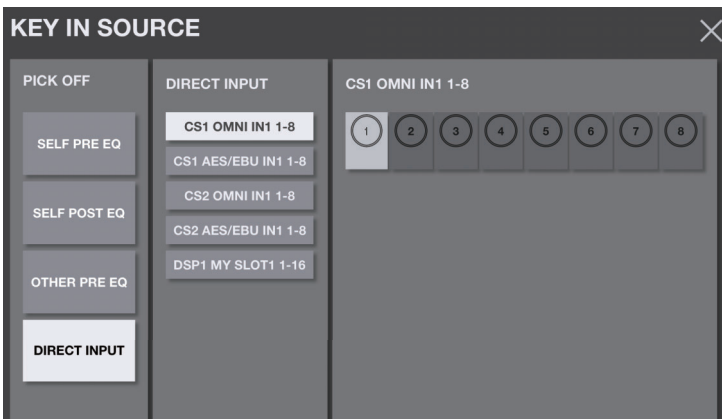 KEY IN SOURCE
PICK OFF
SELF PRE EQ
SELF POST EQ
OTHER PRE EQ
DIRECT INPUT
DIRECT INPUT
CS1 OMNI IN1 1-8
CS1 AES/EBU IN1 1-8
CS2 OMNI IN1 1-8
CS2 AES/EBU IN1 1-8
DSP1 MY SLOT1 1-16
CS1 OMNI IN1 1-8
1 2 3 4 5 6 7 8